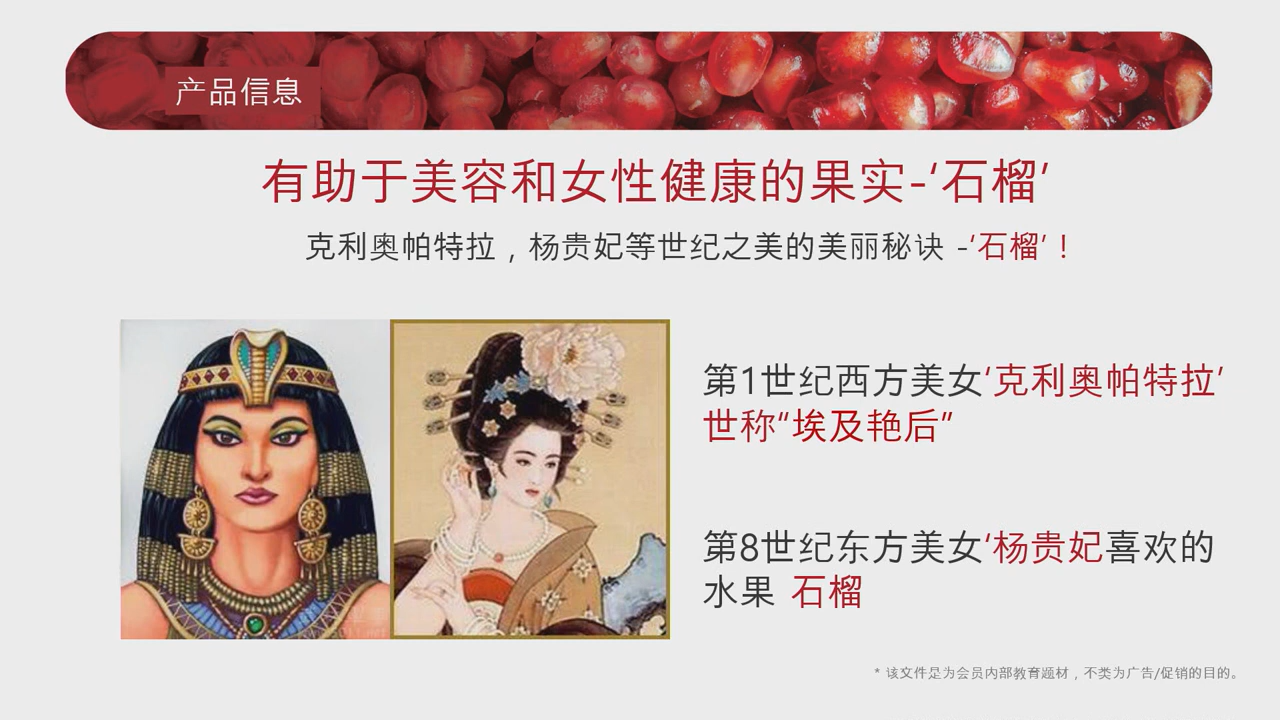 产品信息
有助于美容和女性健康的果实-‘石榴’
克利奥帕特拉，杨贵妃等世纪之美的美丽秘诀 -‘石榴’！
第1世纪西方美女‘克利奥帕特拉’
世称“埃及艳后”
第8世纪东方美女‘杨贵妃喜欢的
水果 石榴
* 该文件是为会员内部教育题材，不类为广告/促销的目的。